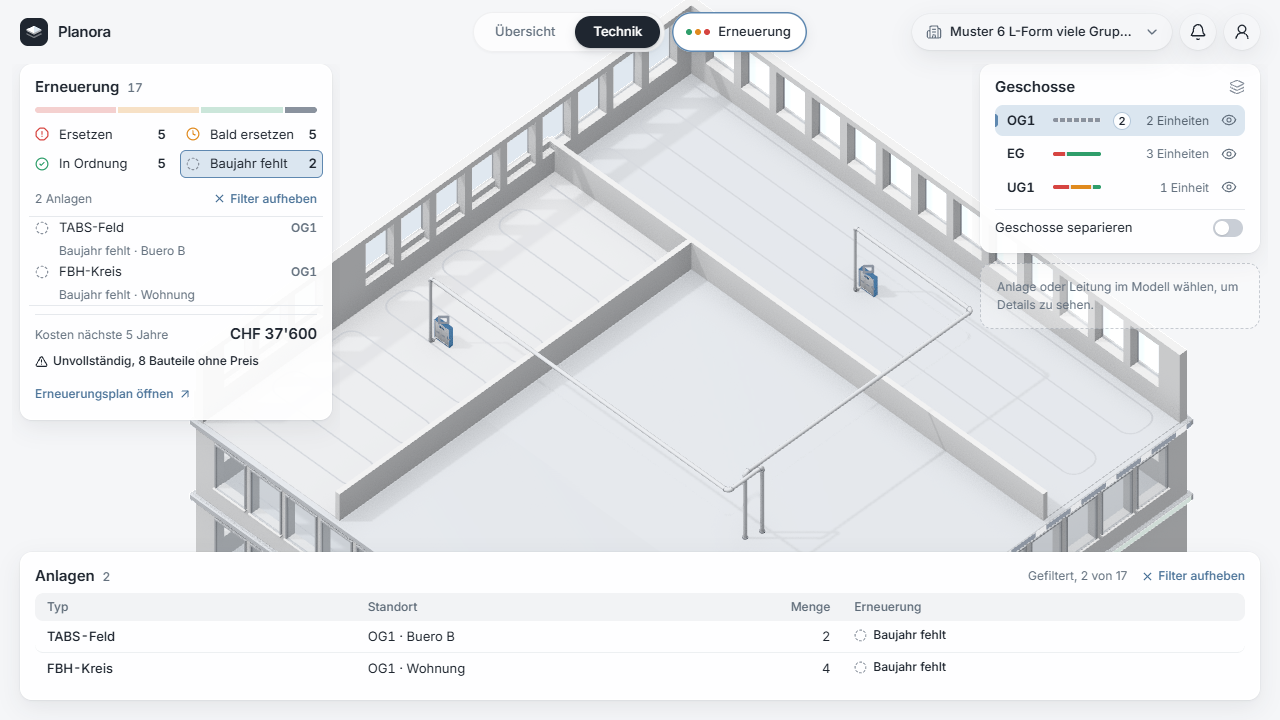 Planora
Übersicht
Technik
Erneuerung
Muster 6 L-Form viele Grup...
Erneuerung 17
Ersetzen 5
Bald ersetzen 5
In Ordnung 5
Baujahr fehlt 2
2 Anlagen
Filter aufheben
TABS-Feld OG1
Baujahr fehlt · Buero B
FBH-Kreis OG1
Baujahr fehlt · Wohnung
Kosten nächste 5 Jahre CHF 37'600
Unvollständig, 8 Bauteile ohne Preis
Erneuerungsplan öffnen
Geschosse
OG1 2 2 Einheiten
EG 3 Einheiten
UG1 1 Einheit
Geschosse separieren
Anlage oder Leitung im Modell wählen, um
Details zu sehen.
Anlagen 2
Gefiltert, 2 von 17
Filter aufheben
Typ Standort Menge Erneuerung
TABS-Feld OG1 · Buero B 2 Baujahr fehlt
FBH-Kreis OG1 · Wohnung 4 Baujahr fehlt